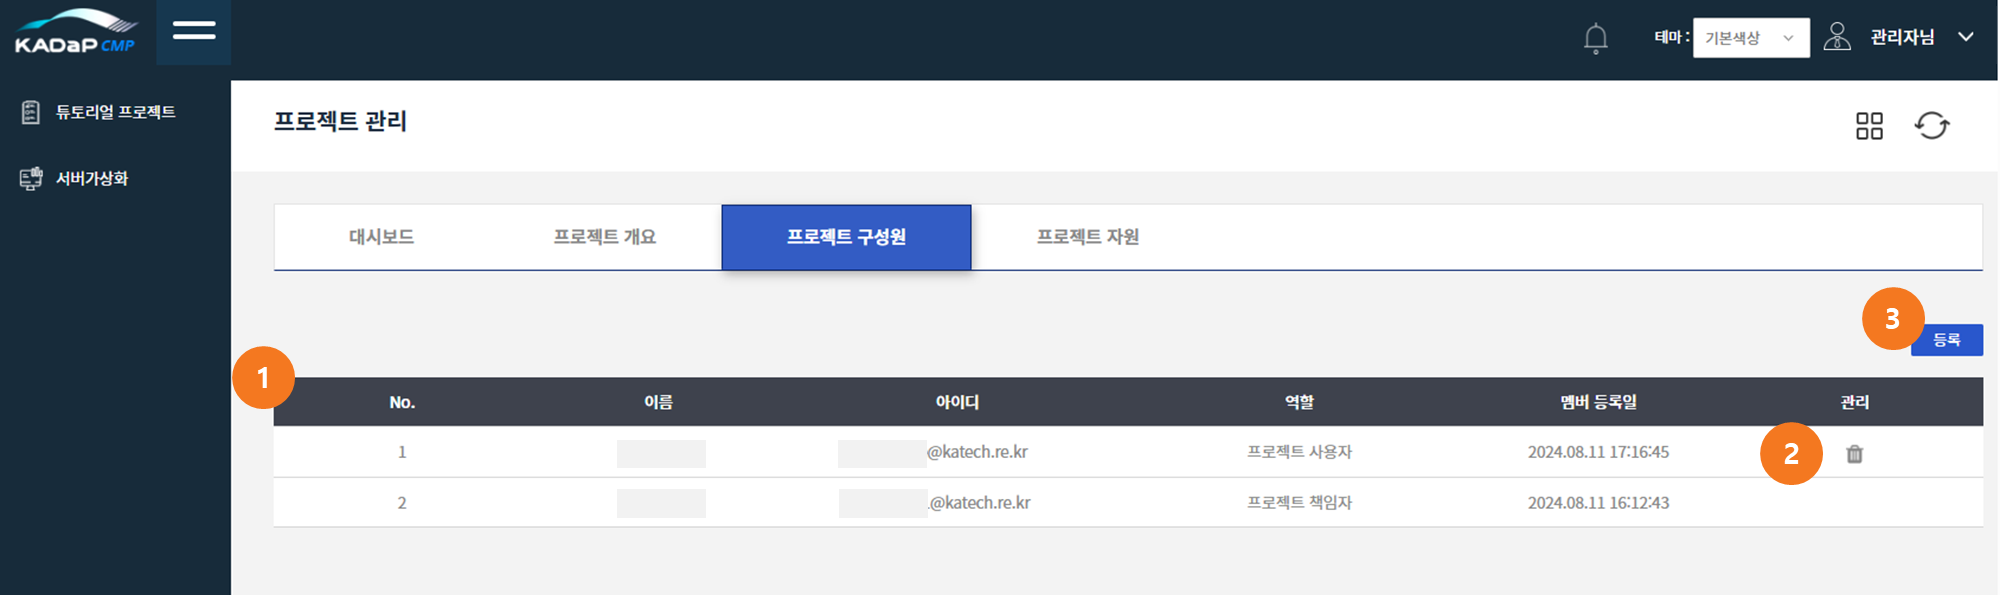 KADaP CMP
테마 : 기본색상 관리자님
튜토리얼 프로젝트
서버가상화
프로젝트 관리
대시보드 프로젝트 개요 프로젝트 구성원 프로젝트 자원
3
등록
1
No. 이름 아이디 역할 멤버 등록일 관리
1 @katech.re.kr 프로젝트 사용자 2024.08.11 17:16:45 2
2 .@katech.re.kr 프로젝트 책임자 2024.08.11 16:12:43